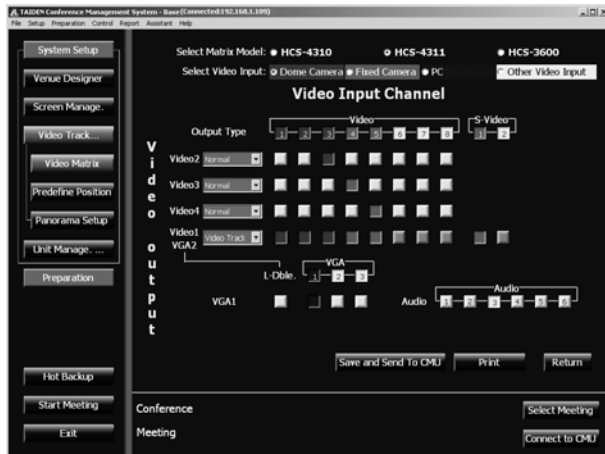 TAIDEN Conference Management System - Base(Connected:192.168.1.109)
File Setup Preparation Control Report Assistant Help
System Setup
Venue Designer
Screen Manage.
Video Track...
Video Matrix
Predefine Position
Panorama Setup
Unit Manage. ...
Preparation
Hot Backup
Start Meeting
Exit
Select Matrix Model: HCS-4310 HCS-4311 HCS-3600
Select Video Input: Dome Camera Fixed Camera PC Other Video Input
Video Input Channel
Video S-Video
Output Type 1 2 3 4 5 6 7 8 1 2
Video output
Video2 Normal
Video3 Normal
Video4 Normal
Video1 Video Track
VGA2
VGA
L-Dble. 1 2 3
Audio
VGA1 Audio 1 2 3 4 5 6
Save and Send To CMU Print Return
Conference Select Meeting
Meeting Connect to CMU